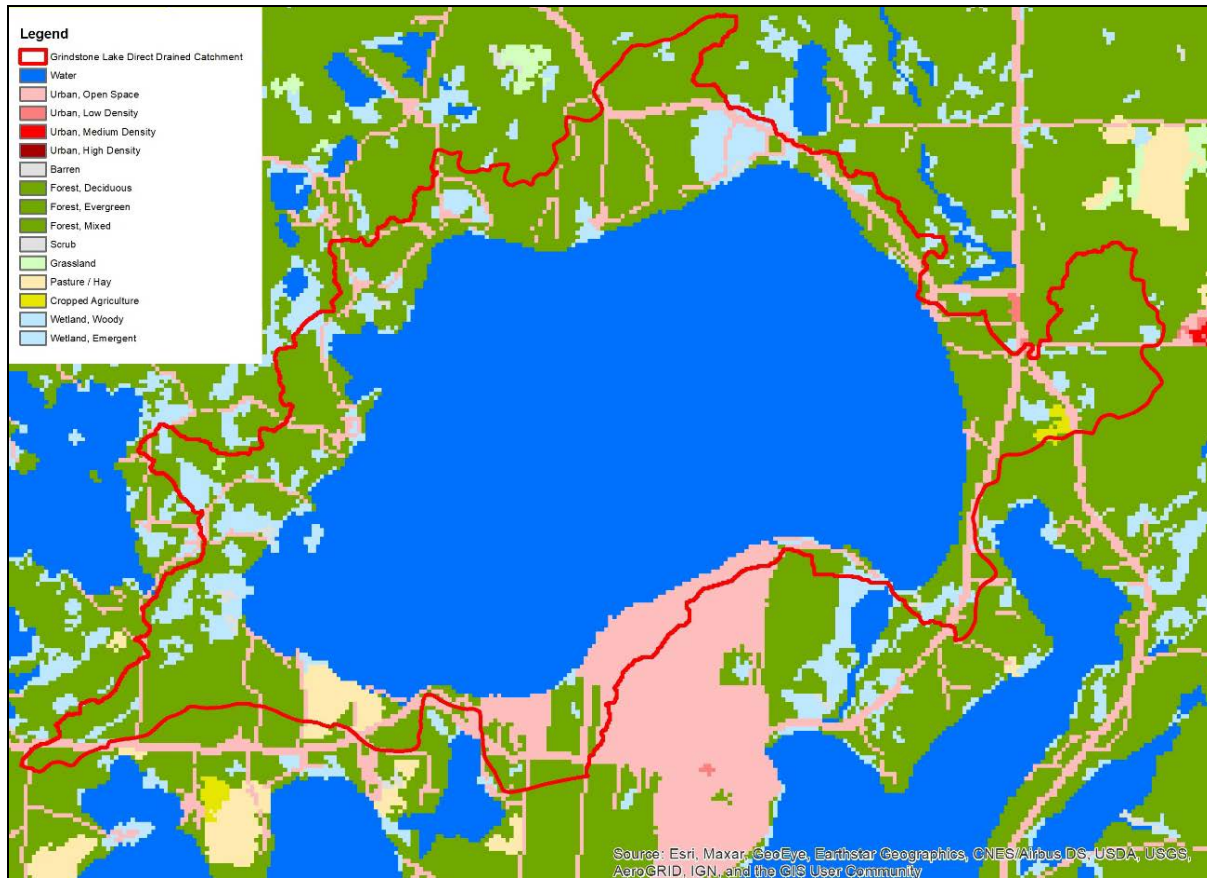 Legend
Grindstone Lake Direct Drained Catchment
Water
Urban, Open Space
Urban, Low Density
Urban, Medium Density
Urban, High Density
Barren
Forest, Deciduous
Forest, Evergreen
Forest, Mixed
Scrub
Grassland
Pasture / Hay
Cropped Agriculture
Wetland, Woody
Wetland, Emergent
Source: Esri, Maxar, GeoEye, Earthstar Geographics, CNES/Airbus DS, USDA, USGS,
AeroGRID, IGN, and the GIS User Community